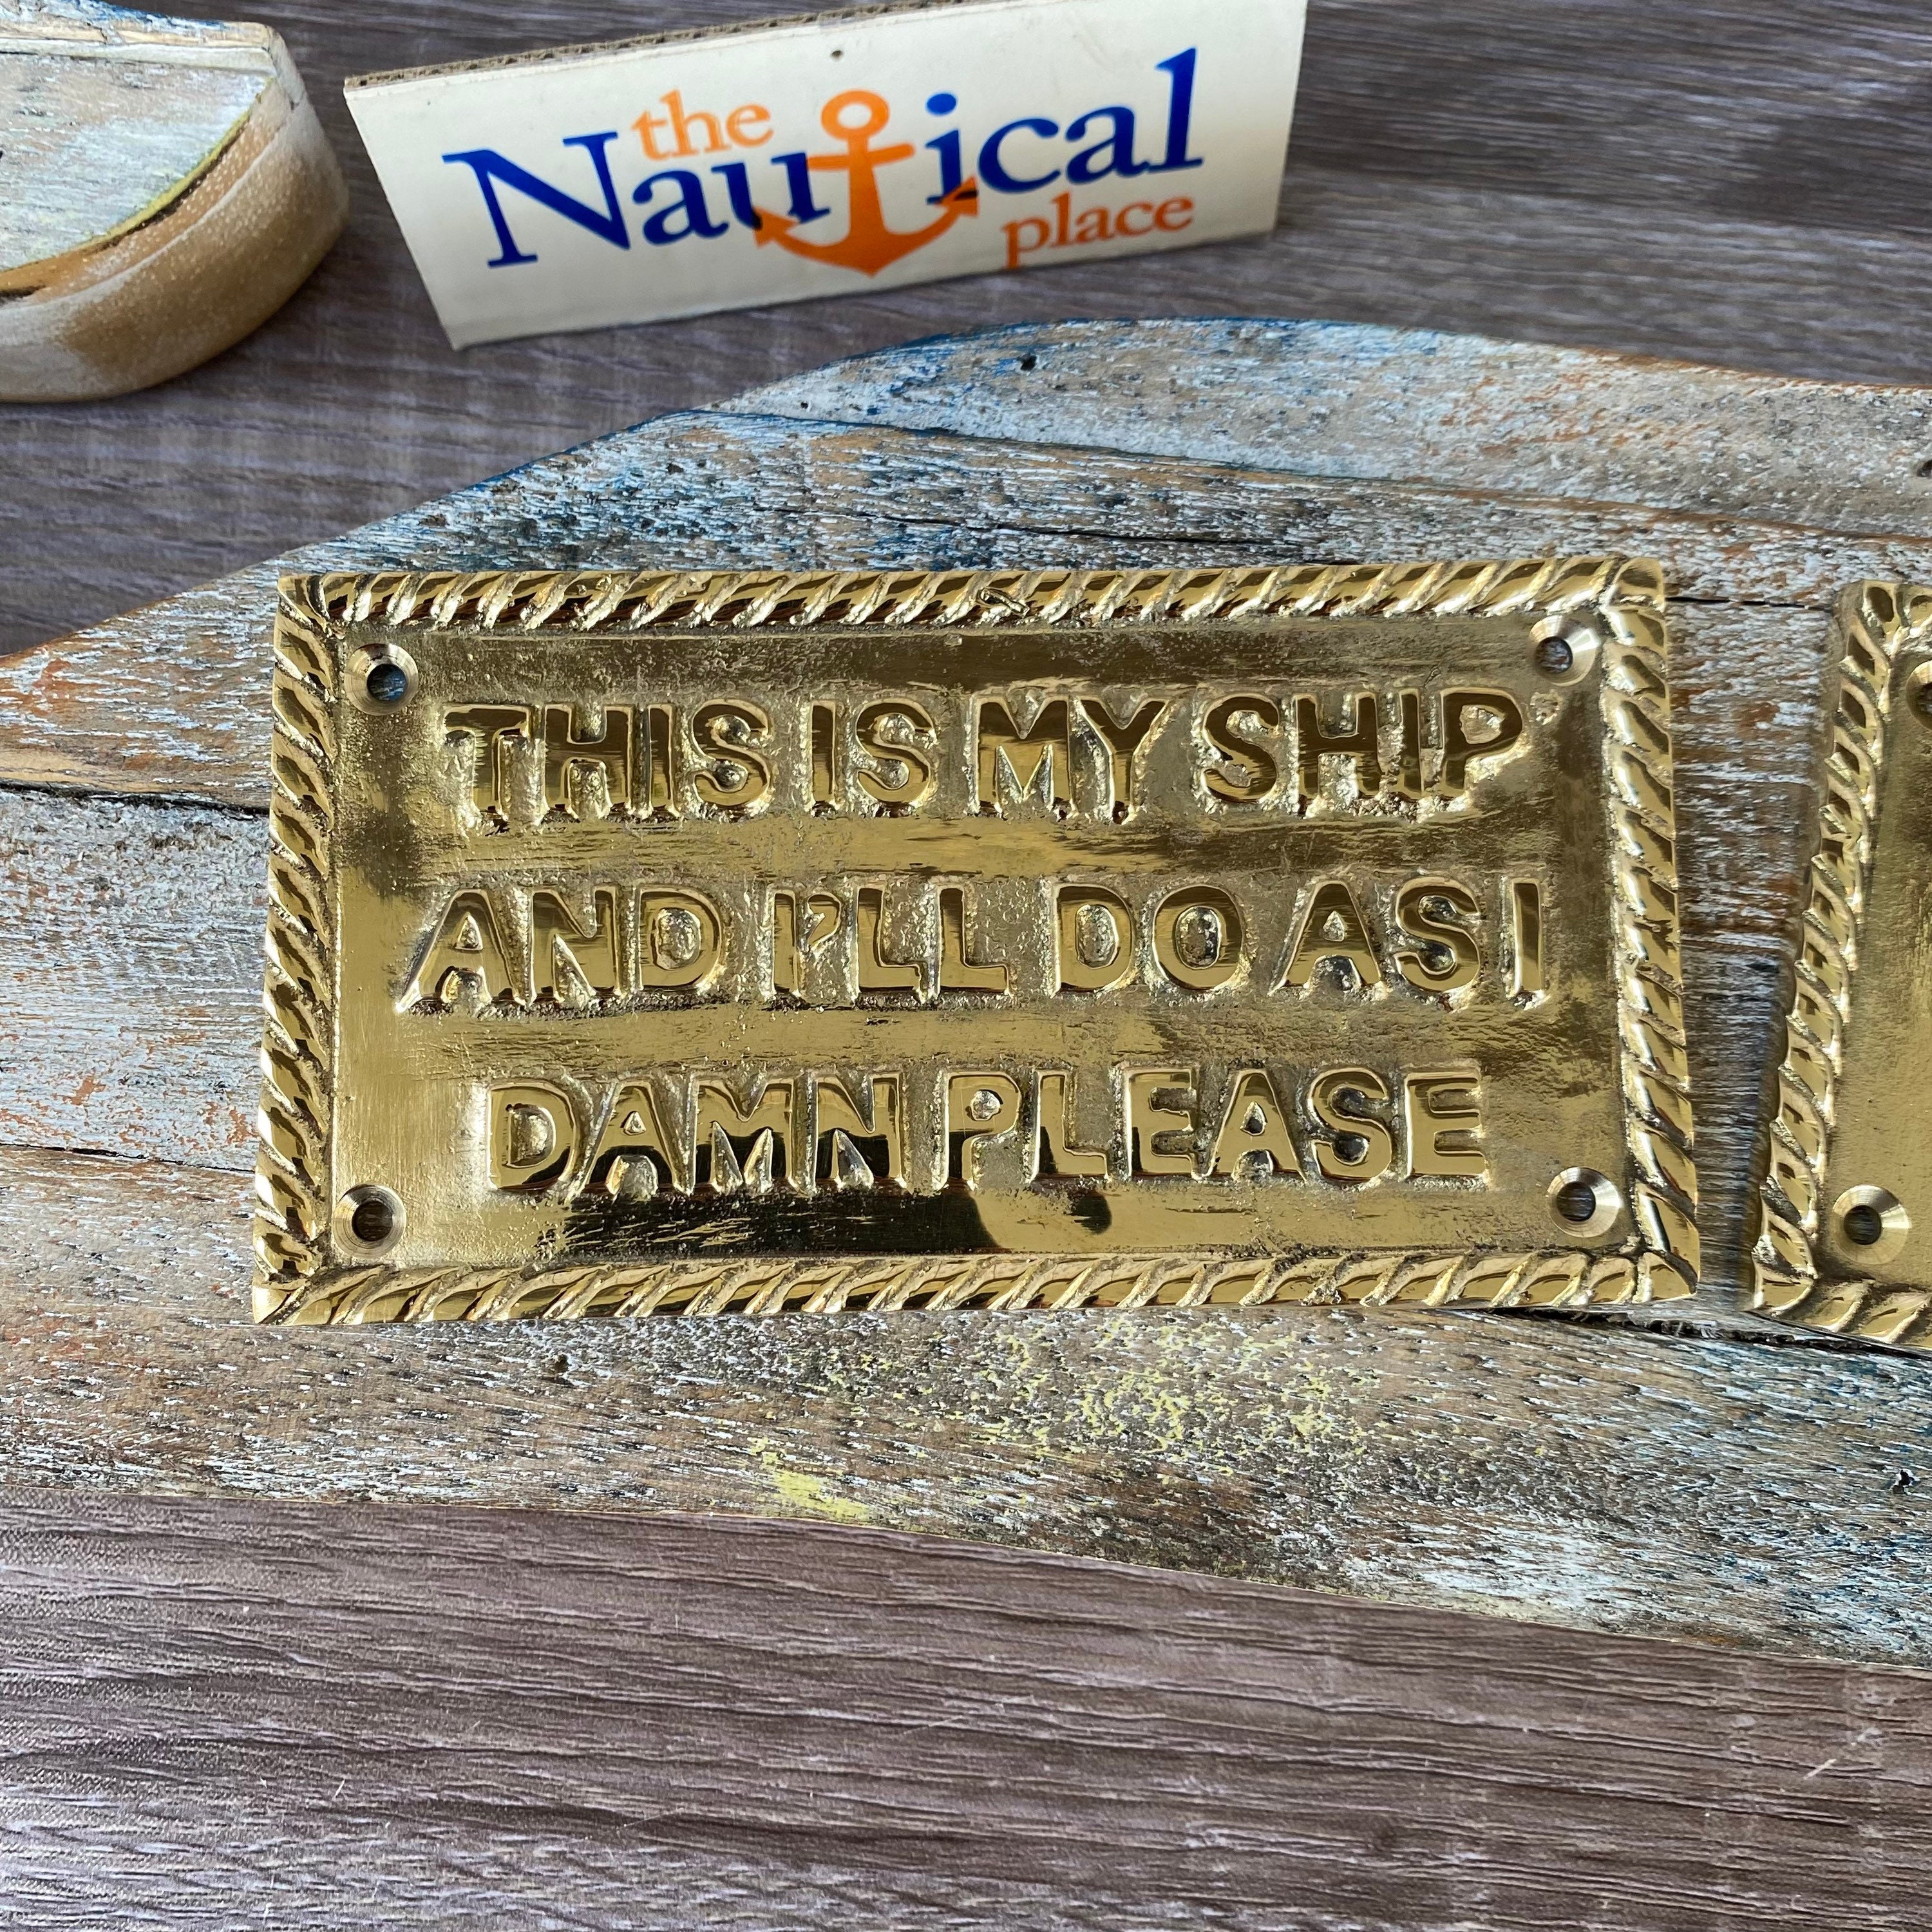 the
Nautical
place
THIS IS MY SHIP
AND I'LL DO AS I
DAMN PLEASE